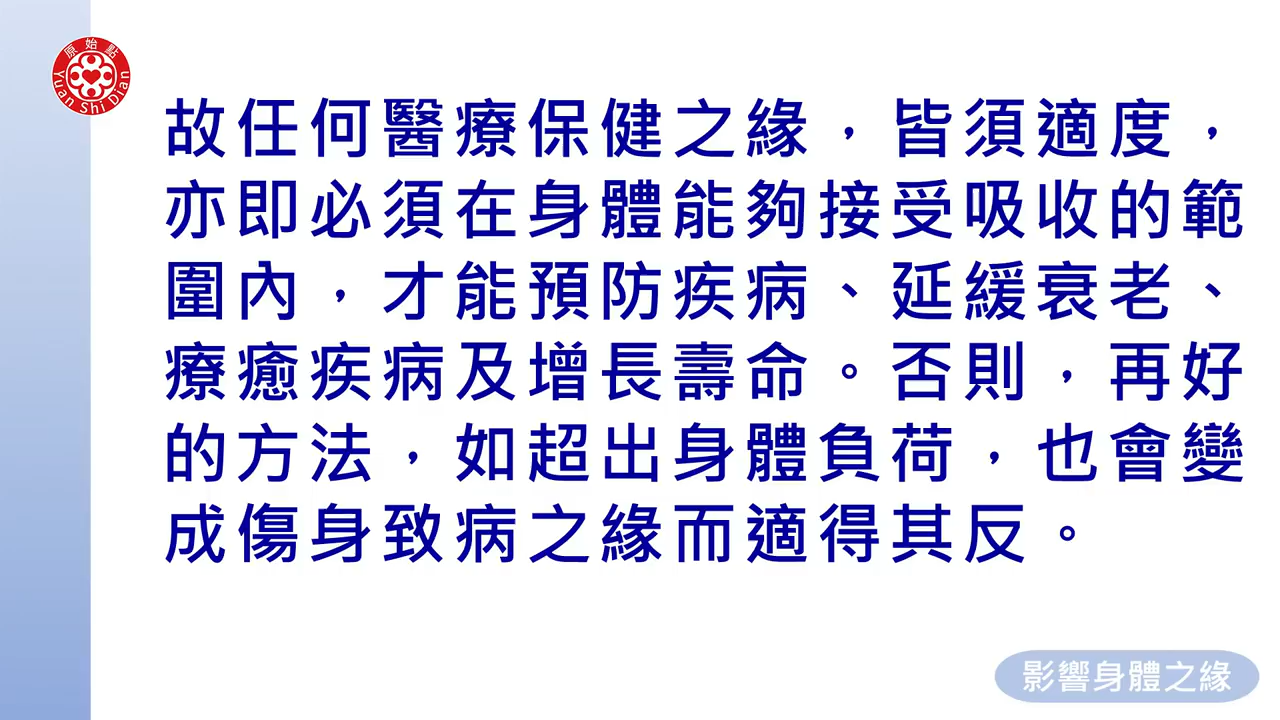 原始點
Yuan Shi Dian
故任何醫療保健之緣，皆須適度，
亦即必須在身體能夠接受吸收的範
圍內，才能預防疾病、延緩衰老、
療癒疾病及增長壽命。否則，再好
的方法，如超出身體負荷，也會變
成傷身致病之緣而適得其反。
影響身體之緣